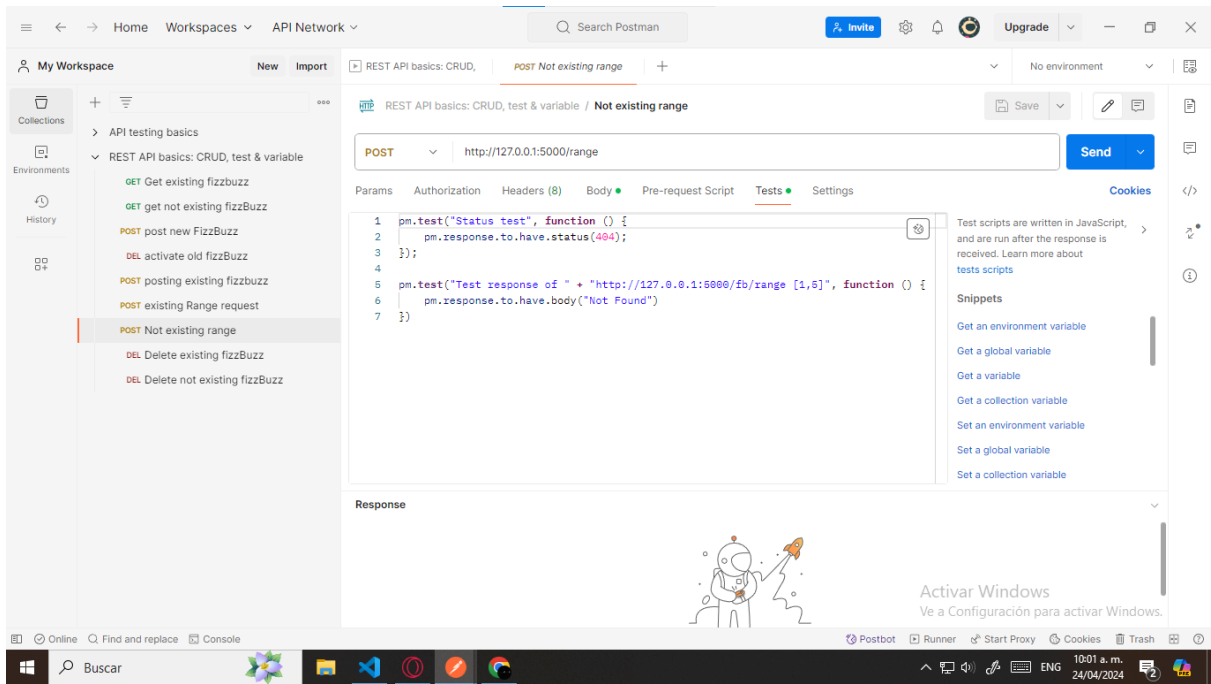 Home Workspaces API Network Search Postman Invite Upgrade
My Workspace New Import REST API basics: CRUD, POST Not existing range No environment
Collections
Environments
History
API testing basics
REST API basics: CRUD, test & variable
GET Get existing fizzbuzz
GET get not existing fizzBuzz
POST post new FizzBuzz
DEL activate old fizzBuzz
POST posting existing fizzbuzz
POST existing Range request
POST Not existing range
DEL Delete existing fizzBuzz
DEL Delete not existing fizzBuzz
HTTP REST API basics: CRUD, test & variable / Not existing range Save
POST http://127.0.0.1:5000/range Send
Params Authorization Headers (8) Body Pre-request Script Tests Settings Cookies
1 pm.test("Status test", function () {
2 pm.response.to.have.status(404);
3 });
4
5 pm.test("Test response of " + "http://127.0.0.1:5000/fb/range [1,5]", function () {
6 pm.response.to.have.body("Not Found")
7 })
Test scripts are written in JavaScript,
and are run after the response is
received. Learn more about
tests scripts
Snippets
Get an environment variable
Get a global variable
Get a variable
Get a collection variable
Set an environment variable
Set a global variable
Set a collection variable
Response
Activar Windows
Ve a Configuración para activar Windows.
Online Find and replace Console Postbot Runner Start Proxy Cookies Trash
Buscar ENG 10:01 a. m.
24/04/2024 2